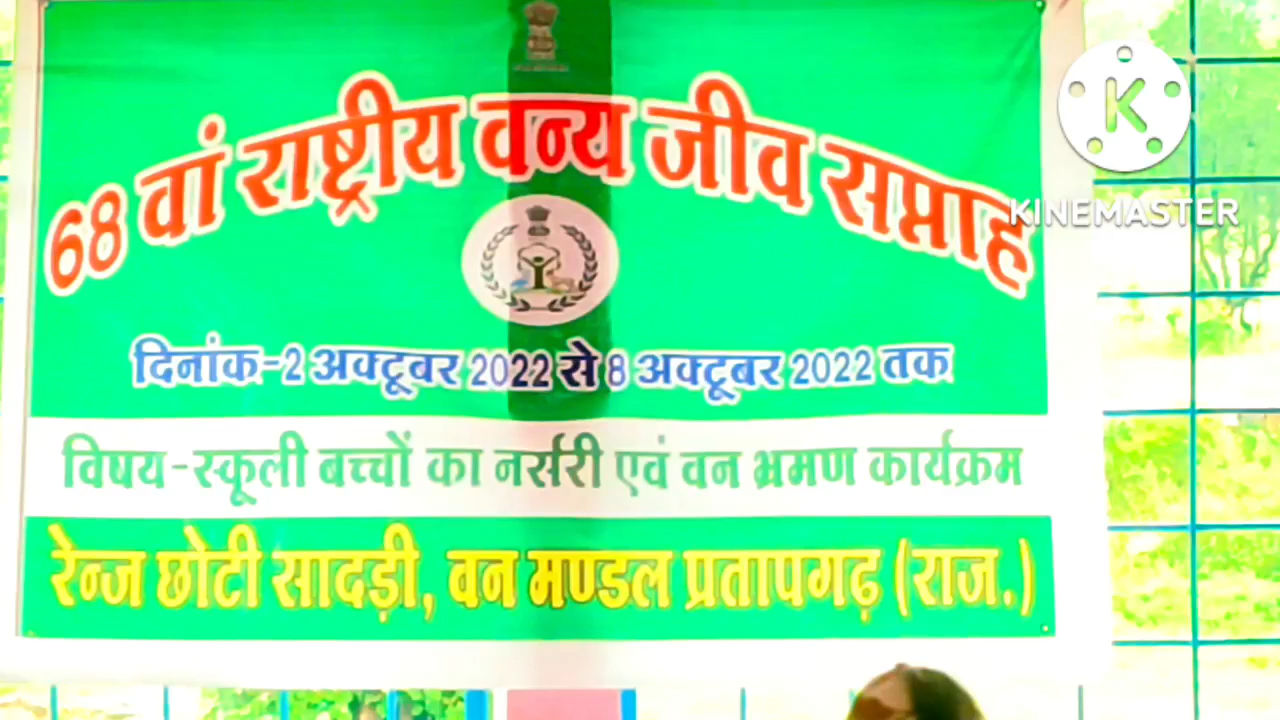 68 वां राष्ट्रीय वन्य जीव सप्ताह
KINEMASTER
दिनांक-2 अक्टूबर 2022 से 8 अक्टूबर 2022 तक
विषय-स्कूली बच्चों का नर्सरी एवं वन भ्रमण कार्यक्रम
रेन्ज छोटी सादड़ी, वन मण्डल प्रतापगढ़ (राज.)